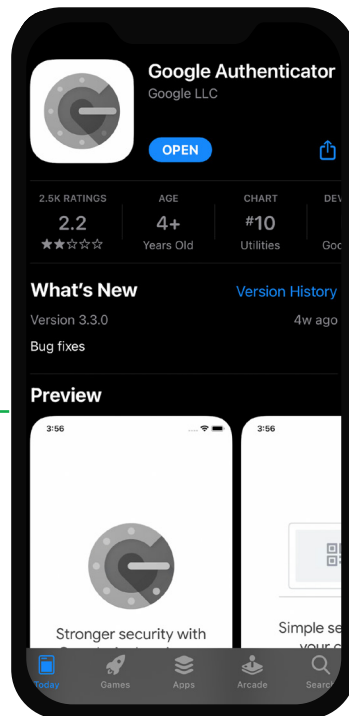 Google Authenticator
Google LLC
OPEN
2.5K RATINGS AGE CHART
2.2 4+ #10
Years Old Utilities
What's New Version History
Version 3.3.0 4w ago
Bug fixes
Preview
3:56 3:56
Stronger security with
Simple
Today Games Apps Arcade Search